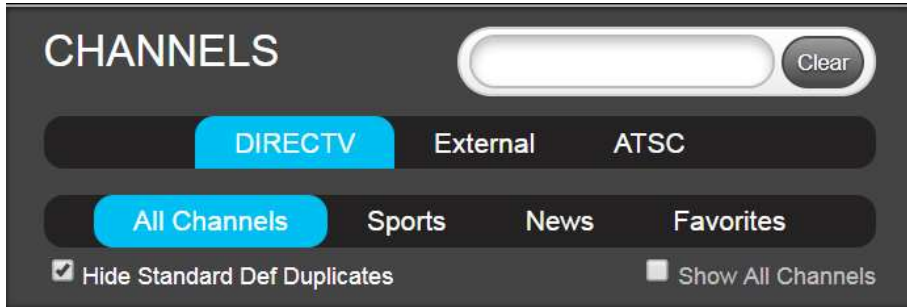 CHANNELS
Clear
DIRECTV External ATSC
All Channels Sports News Favorites
Hide Standard Def Duplicates Show All Channels